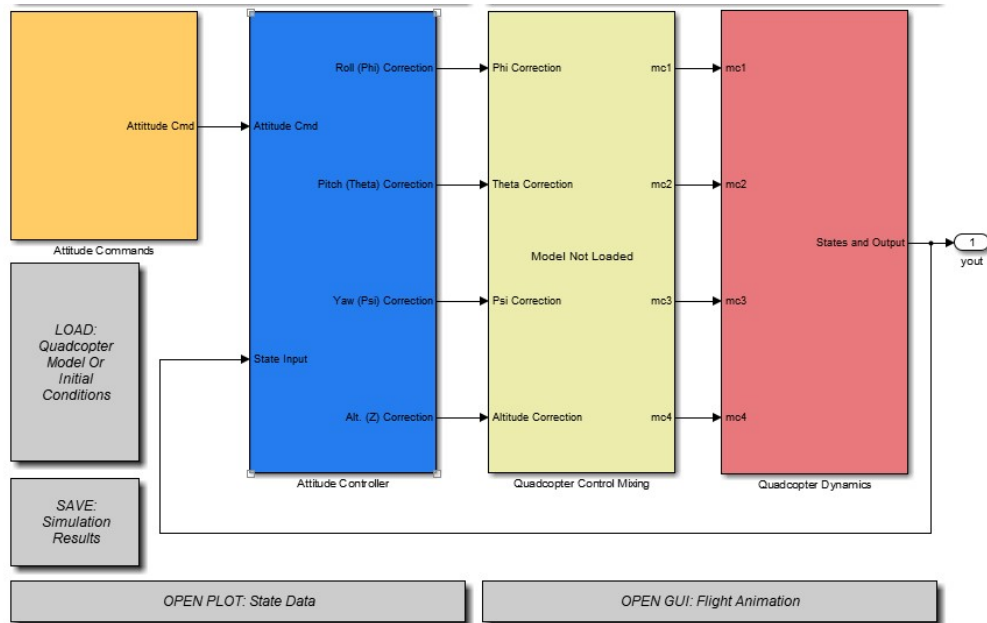 Roll (Phi) Correction
Phi Correction
mc1
mc1
Attittude Cmd
Attitude Cmd
Pitch (Theta) Correction
Theta Correction
mc2
mc2
Attitude Commands
Model Not Loaded
States and Output
1
yout
LOAD:
Quadcopter
Model Or
Initial
Conditions
Yaw (Psi) Correction
Psi Correction
mc3
mc3
State Input
Alt. (Z) Correction
Altitude Correction
mc4
mc4
Attitude Controller
Quadcopter Control Mixing
Quadcopter Dynamics
SAVE:
Simulation
Results
OPEN PLOT: State Data
OPEN GUI: Flight Animation